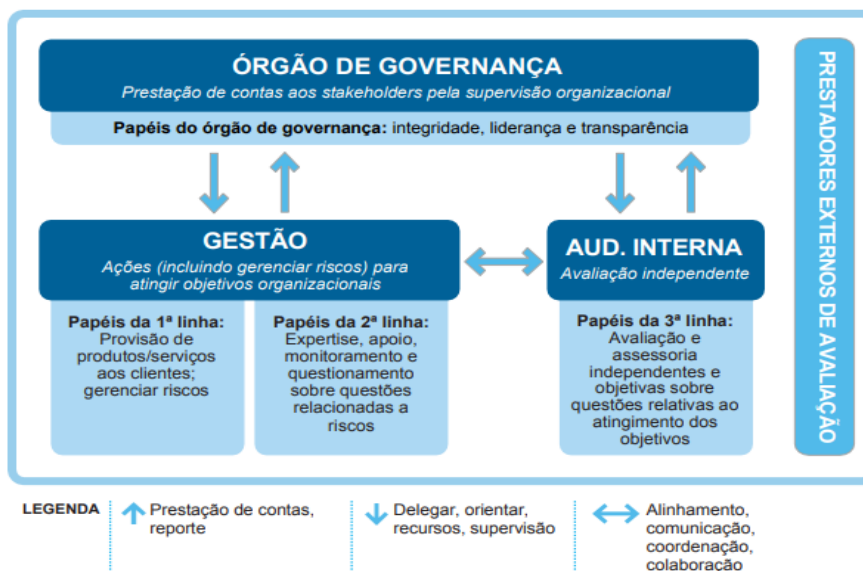 ÓRGÃO DE GOVERNANÇA
Prestação de contas aos stakeholders pela supervisão organizacional
Papéis do órgão de governança: integridade, liderança e transparência
GESTÃO
Ações (incluindo gerenciar riscos) para
atingir objetivos organizacionais
Papéis da 1ª linha:
Provisão de
produtos/serviços
aos clientes;
gerenciar riscos
Papéis da 2ª linha:
Expertise, apoio,
monitoramento e
questionamento
sobre questões
relacionadas a
riscos
AUD. INTERNA
Avaliação independente
Papéis da 3ª linha:
Avaliação e
assessoria
independentes e
objetivas sobre
questões relativas ao
atingimento dos
objetivos
PRESTADORES EXTERNOS DE AVALIAÇÃO
LEGENDA
Prestação de contas,
reporte
Delegar, orientar,
recursos, supervisão
Alinhamento,
comunicação,
coordenação,
colaboração